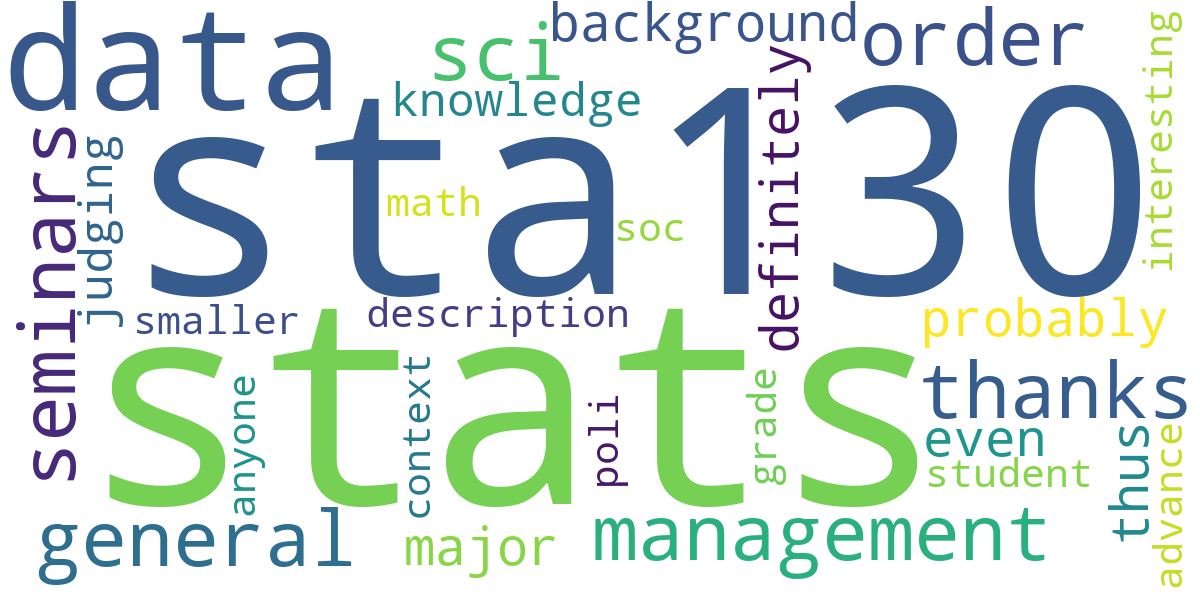 data
sci
background
order
interesting
knowledge
definitely
seminars
judging
sta130
math
soc
smaller
description
probably
stats
thanks
anyone
context
poli
grade
even
student
thus
advance
general
major
management